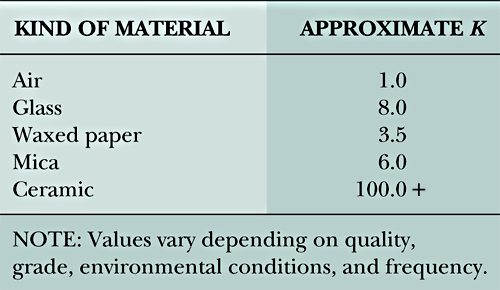 KIND OF MATERIAL APPROXIMATE K
Air 1.0
Glass 8.0
Waxed paper 3.5
Mica 6.0
Ceramic 100.0 +
NOTE: Values vary depending on quality,
grade, environmental conditions, and frequency.